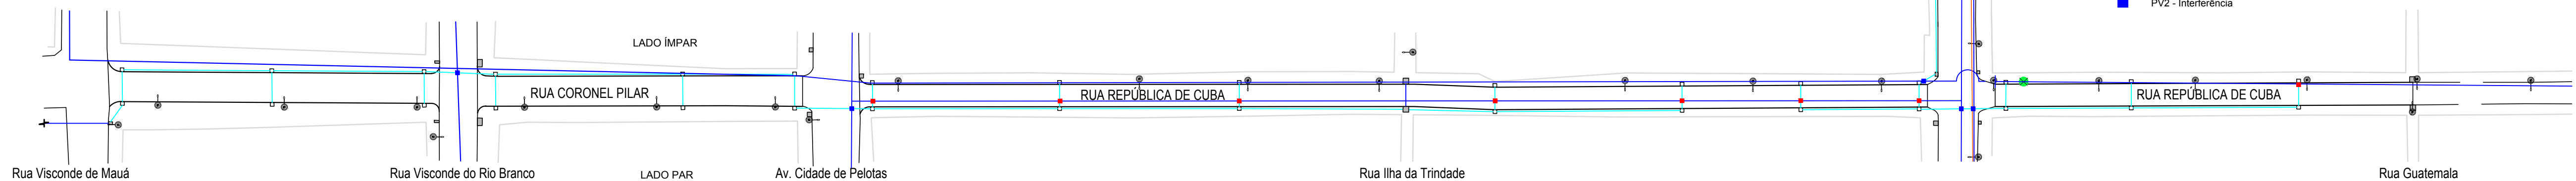 PV2 - Interferência
LADO ÍMPAR
RUA CORONEL PILAR
RUA REPÚBLICA DE CUBA
RUA REPÚBLICA DE CUBA
Rua Visconde de Mauá
Rua Visconde do Rio Branco
LADO PAR
Av. Cidade de Pelotas
Rua Ilha da Trindade
Rua Guatemala